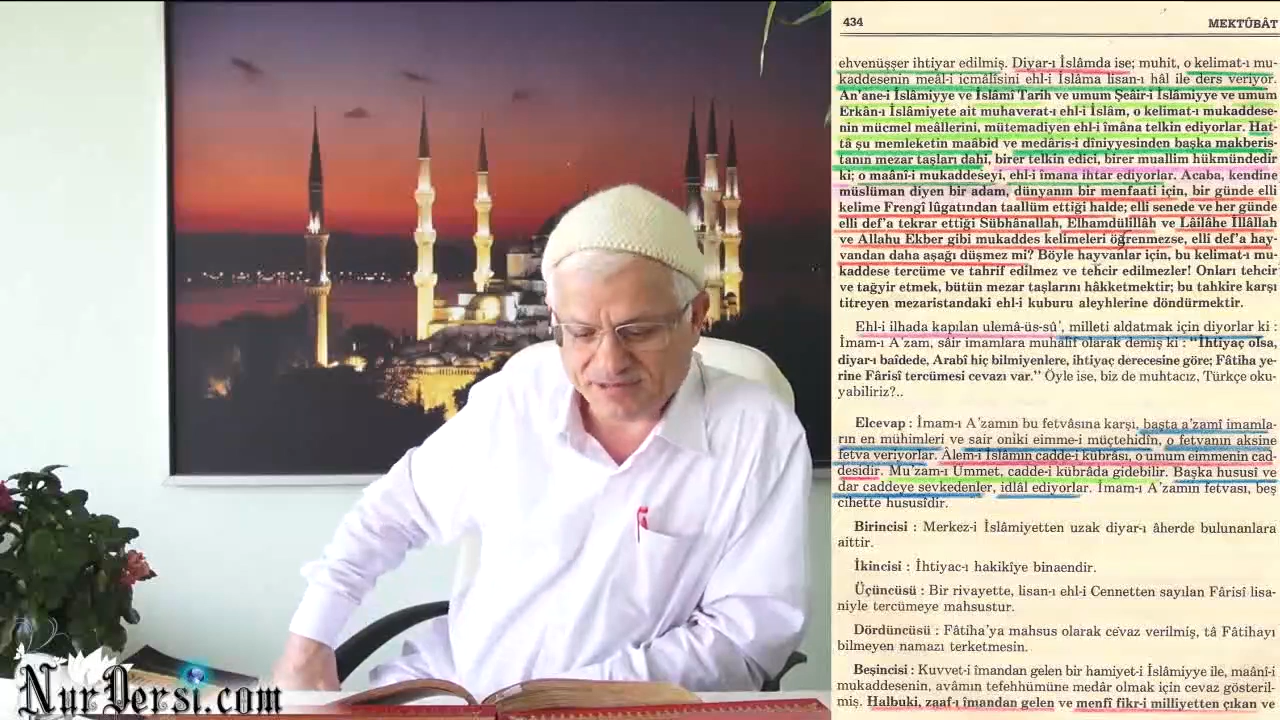 434
MEKTÛBÂT
ehvenüşşer ihtiyar edilmiş. Diyar-ı İslâmda ise; muhit, o kelimat-ı mu-
kaddesenin meâl-i icmâlîsini ehl-i İslâma lisan-ı hâl ile ders veriyor.
An'ane-i İslâmiyye ve İslâmî Tarih ve umum Şeâir-i İslâmiyye ve umum
Erkân-ı İslâmiyete ait muhaverat-ı ehl-i İslâm, o kelimat-ı mukaddese-
nin mücmel meâllerini, mütemadiyen ehl-i îmâna telkin ediyorlar. Hat-
tâ şu memleketin maâbid ve medâris-i dîniyyesinden başka makberis-
tanın mezar taşları dahî, birer telkin edici, birer muallim hükmündedir
ki; o maânî-i mukaddeseyi, ehl-i îmana ihtar ediyorlar. Acaba, kendine
müslüman diyen bir adam, dünyanın bir menfaati için, bir günde elli
kelime Frengî lûgatından taallüm ettiği halde; elli senede ve her günde
elli def'a tekrar ettiği Sübhânallah, Elhamdülillâh ve Lâilâhe İllâllah
ve Allahu Ekber gibi mukaddes kelimeleri öğrenmezse, elli def'a hay-
vandan daha aşağı düşmez mi? Böyle hayvanlar için, bu kelimat-ı mu-
kaddese tercüme ve tahrif edilmez ve tehcir edilmezler! Onları tehcir
ve tağyir etmek, bütün mezar taşlarını hâkketmektir; bu tahkire karşı
titreyen mezaristandaki ehl-i kuburu aleyhlerine döndürmektir.
Ehl-i ilhada kapılan ulemâ-üs-sû', milleti aldatmak için diyorlar ki :
İmam-ı A'zam, sâir imamlara muhalif olarak demiş ki : "İhtiyaç olsa,
diyar-ı baîdede, Arabî hiç bilmiyenlere, ihtiyaç derecesine göre; Fâtiha ye-
rine Fârisî tercümesi cevazı var." Öyle ise, biz de muhtacız, Türkçe oku-
yabiliriz?..
Elcevap : İmam-ı A'zamın bu fetvâsına karşı, başta a'zamî imamla-
rın en mühimleri ve sair oniki eimme-i müçtehidîn, o fetvanın aksine
fetva veriyorlar. Âlem-i İslâmın cadde-i kübrâsı, o umum eimmenin cad-
desidir. Mu'zam-ı Ümmet, cadde-i kübrâda gidebilir. Başka hususî ve
dar caddeye sevkedenler, idlâl ediyorlar. İmam-ı A'zamın fetvası, beş
cihette hususîdir.
Birincisi : Merkez-i İslâmiyetten uzak diyar-ı âherde bulunanlara
aittir.
İkincisi : İhtiyac-ı hakikîye binaendir.
Üçüncüsü : Bir rivayette, lisan-ı ehl-i Cennetten sayılan Fârisî lisa-
niyle tercümeye mahsustur.
Dördüncüsü : Fâtiha'ya mahsus olarak cevaz verilmiş, tâ Fâtihayı
bilmeyen namazı terketmesin.
Beşincisi : Kuvvet-i îmandan gelen bir hamiyet-i İslâmiyye ile, maânî-i
mukaddesenin, avâmın tefehhümüne medâr olmak için cevaz gösteril-
miş. Halbuki, zaaf-ı îmandan gelen ve menfî fikr-i milliyetten çıkan ve
NurDersi.com